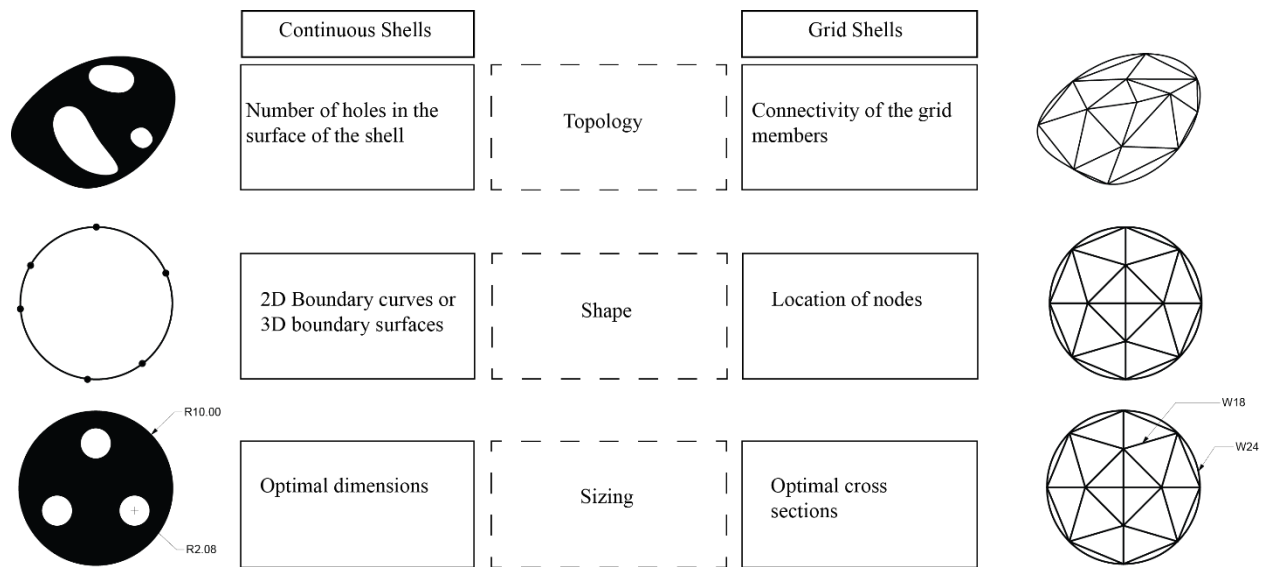 Continuous Shells
Grid Shells
Number of holes in the
surface of the shell
Topology
Connectivity of the grid
members
2D Boundary curves or
3D boundary surfaces
Shape
Location of nodes
R10.00
W18
W24
Optimal dimensions
Sizing
Optimal cross
sections
R2.08